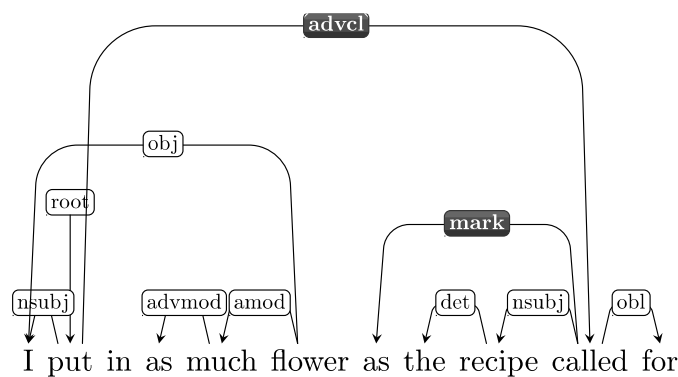 advcl
obj
root
mark
nsubj advmod amod det nsubj obl
I put in as much flower as the recipe called for